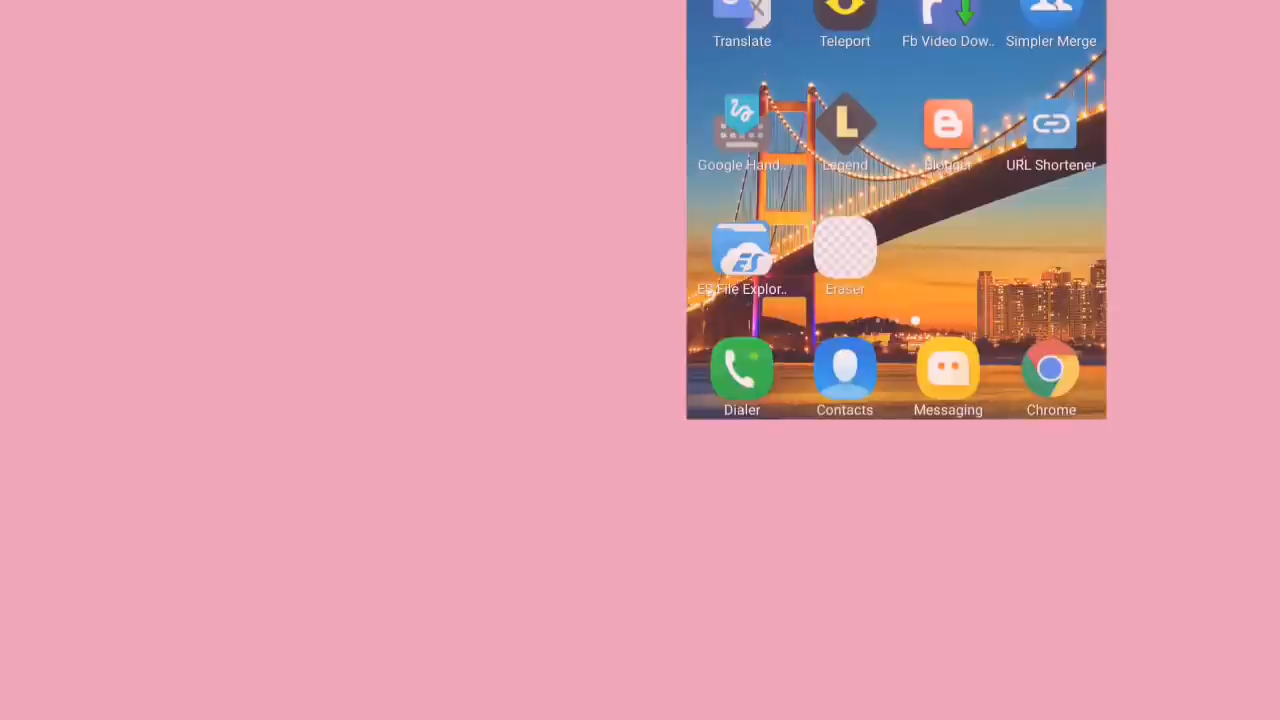 Translate Teleport Fb Video Dow.. Simpler Merge
Google Hand.. Legend Blogger URL Shortener
ES File Explor.. Eraser
Dialer Contacts Messaging Chrome